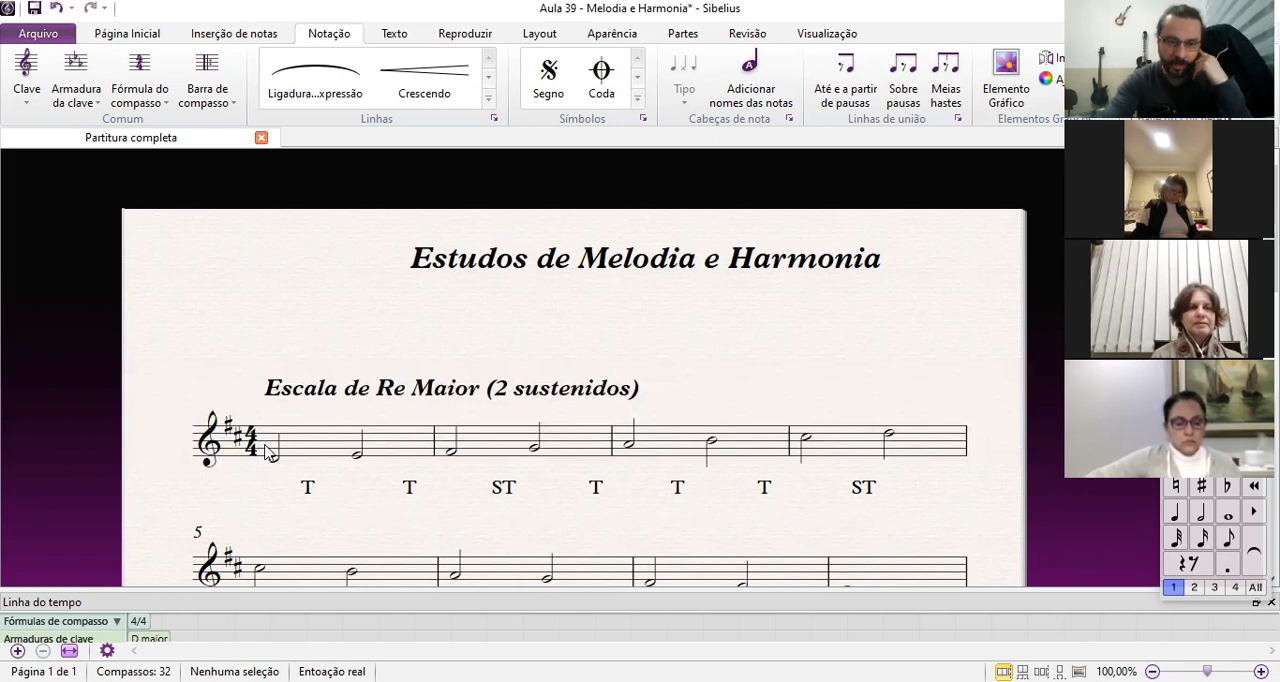 Aula 39 - Melodia e Harmonia* - Sibelius
Arquivo Página Inicial Inserção de notas Notação Texto Reproduzir Layout Aparência Partes Revisão Visualização
Clave Armadura da clave Fórmula do compasso Barra de compasso
Comum
Ligadura...xpressão Crescendo
Linhas
Segno Coda
Símbolos
Tipo Adicionar nomes das notas
Cabeças de nota
Até e a partir de pausas Sobre pausas Meias hastes
Linhas de união
Elemento Gráfico
Elementos
Partitura completa
Estudos de Melodia e Harmonia
Escala de Re Maior (2 sustenidos)
4
4
T T ST T T T ST
5
1 2 3 4 All
Linha do tempo
Fórmulas de compasso 4/4
Armaduras de clave D maior
Página 1 de 1 Compassos: 32 Nenhuma seleção Entoação real 100,00%